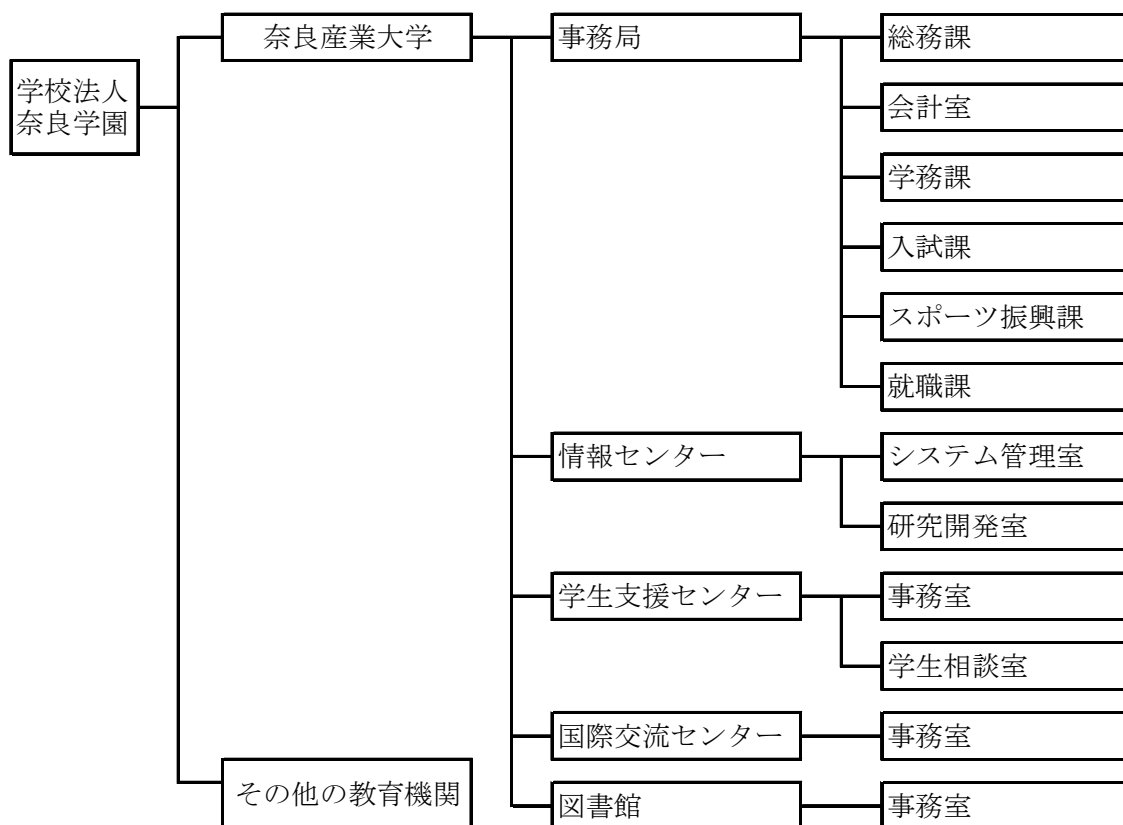 学校法人
奈良学園
奈良産業大学
事務局
総務課
会計室
学務課
入試課
スポーツ振興課
就職課
情報センター
システム管理室
研究開発室
学生支援センター
事務室
学生相談室
国際交流センター
事務室
その他の教育機関
図書館
事務室